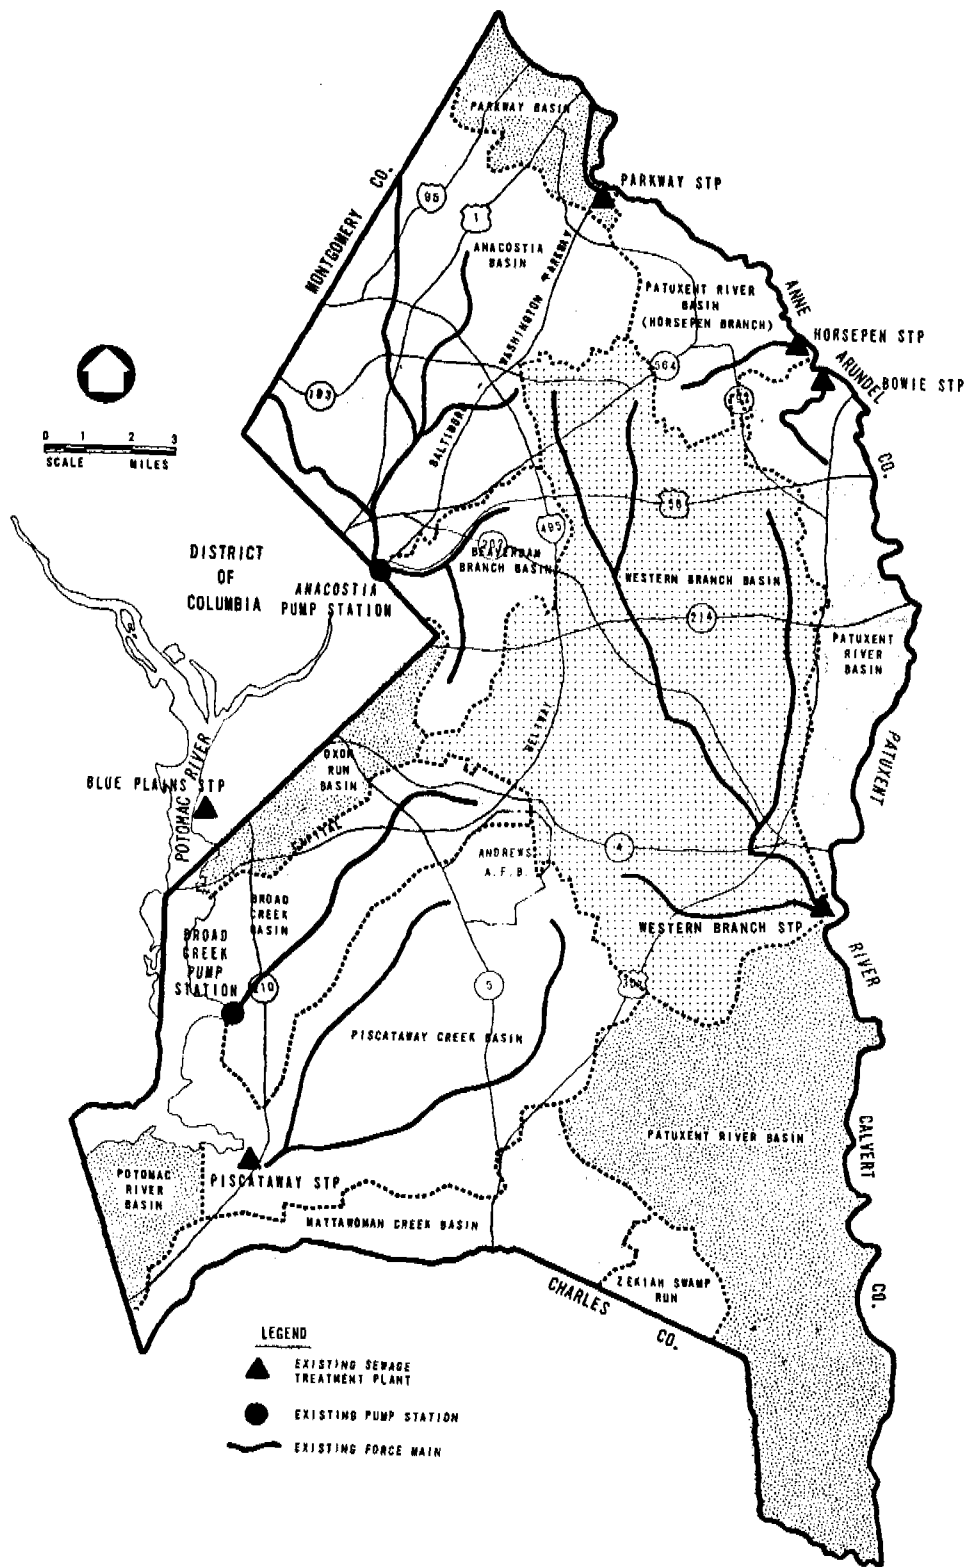 PARKWAY BASIN
PARKWAY STP
MONTGOMERY CO.
95
1
ANACOSTIA
BASIN
BALTIMORE WASHINGTON PARKWAY
PATUXENT RIVER
BASIN
(HORSEPEN BRANCH)
ANNE ARUNDEL CO.
HORSEPEN STP
BOWIE STP
564
193
0 1 2 3
SCALE MILES
495
50
DISTRICT
OF
COLUMBIA
ANACOSTIA
PUMP STATION
BEAVERDAM
BRANCH BASIN
WESTERN BRANCH BASIN
214
PATUXENT
RIVER
BASIN
CAPITAL BELTWAY
OXON
RUN
BASIN
PATUXENT RIVER
BLUE PLAINS STP
POTOMAC RIVER
4
ANDREWS
A.F.B.
BROAD
CREEK
BASIN
BROAD
CREEK
PUMP
STATION
210
5
WESTERN BRANCH STP
PISCATAWAY CREEK BASIN
PATUXENT RIVER BASIN
CALVERT CO.
POTOMAC
RIVER
BASIN
PISCATAWAY STP
MATTAWOMAN CREEK BASIN
ZEKIAH SWAMP
RUN
CHARLES CO.
LEGEND
EXISTING SEWAGE
TREATMENT PLANT
EXISTING PUMP STATION
EXISTING FORCE MAIN